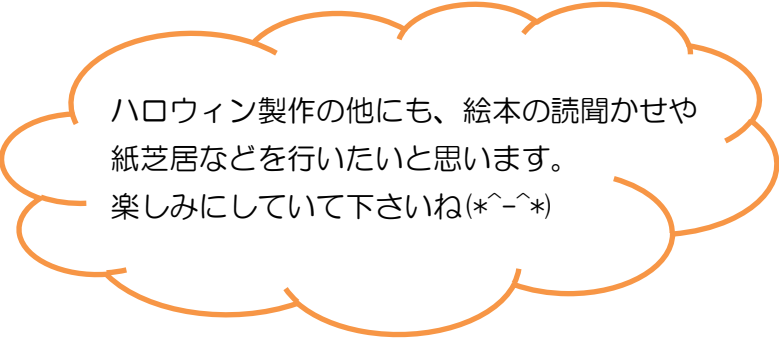 ハロウィン製作の他にも、絵本の読聞かせや
紙芝居などを行いたいと思います。
楽しみにしていて下さいね(*^-^*)